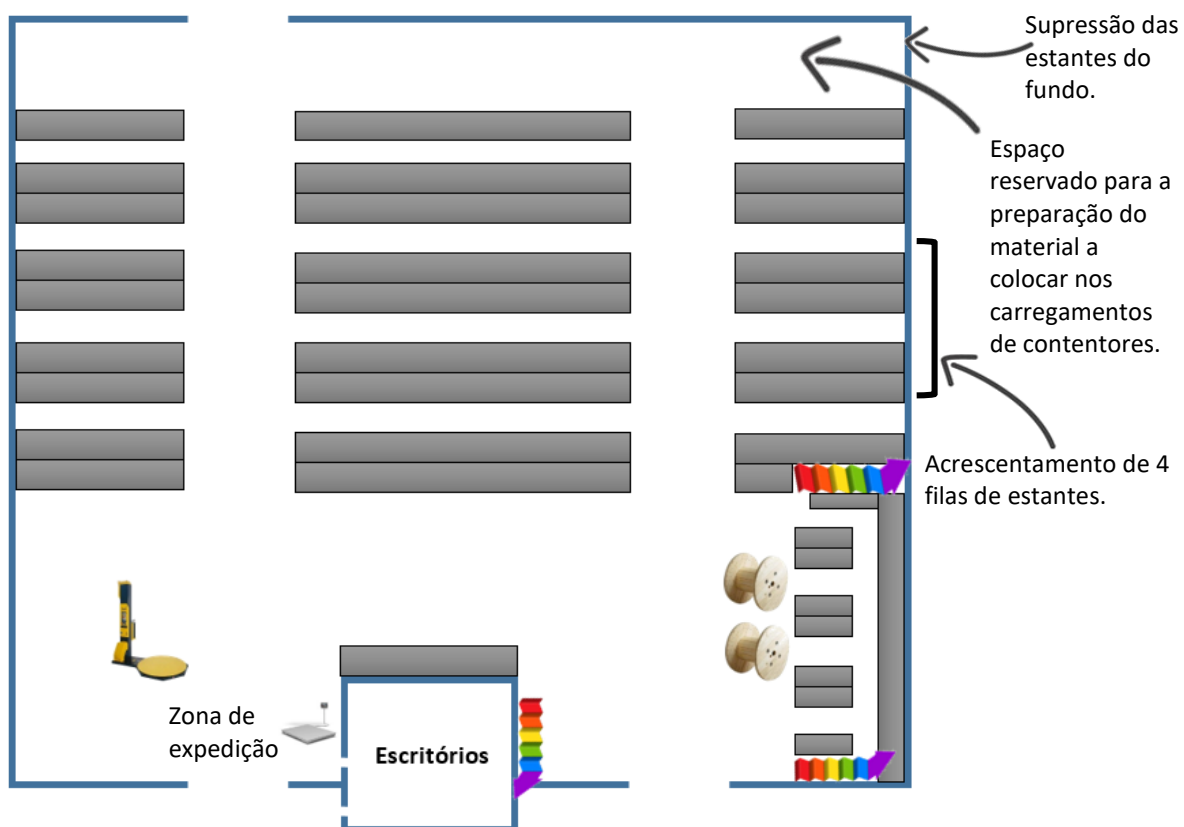 Supressão das
estantes do
fundo.
Espaço
reservado para a
preparação do
material a
colocar nos
carregamentos
de contentores.
Acrescentamento de 4
filas de estantes.
Zona de
expedição
Escritórios